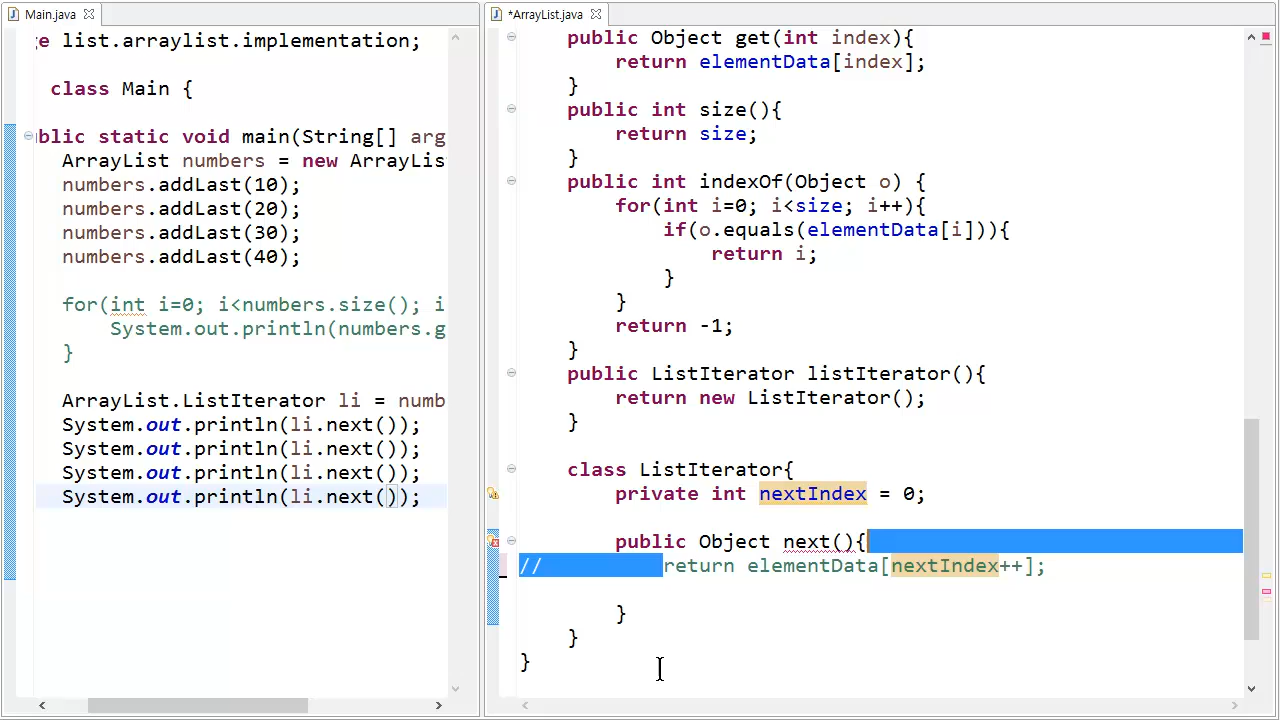 Main.java
ge list.arraylist.implementation;
class Main {
public static void main(String[] arg
ArrayList numbers = new ArrayLis
numbers.addLast(10);
numbers.addLast(20);
numbers.addLast(30);
numbers.addLast(40);
for(int i=0; i<numbers.size(); i
System.out.println(numbers.g
}
ArrayList.ListIterator li = numb
System.out.println(li.next());
System.out.println(li.next());
System.out.println(li.next());
System.out.println(li.next());
*ArrayList.java
public Object get(int index){
return elementData[index];
}
public int size(){
return size;
}
public int indexOf(Object o) {
for(int i=0; i<size; i++){
if(o.equals(elementData[i])){
return i;
}
}
return -1;
}
public ListIterator listIterator(){
return new ListIterator();
}
class ListIterator{
private int nextIndex = 0;
public Object next(){
// return elementData[nextIndex++];
}
}
}